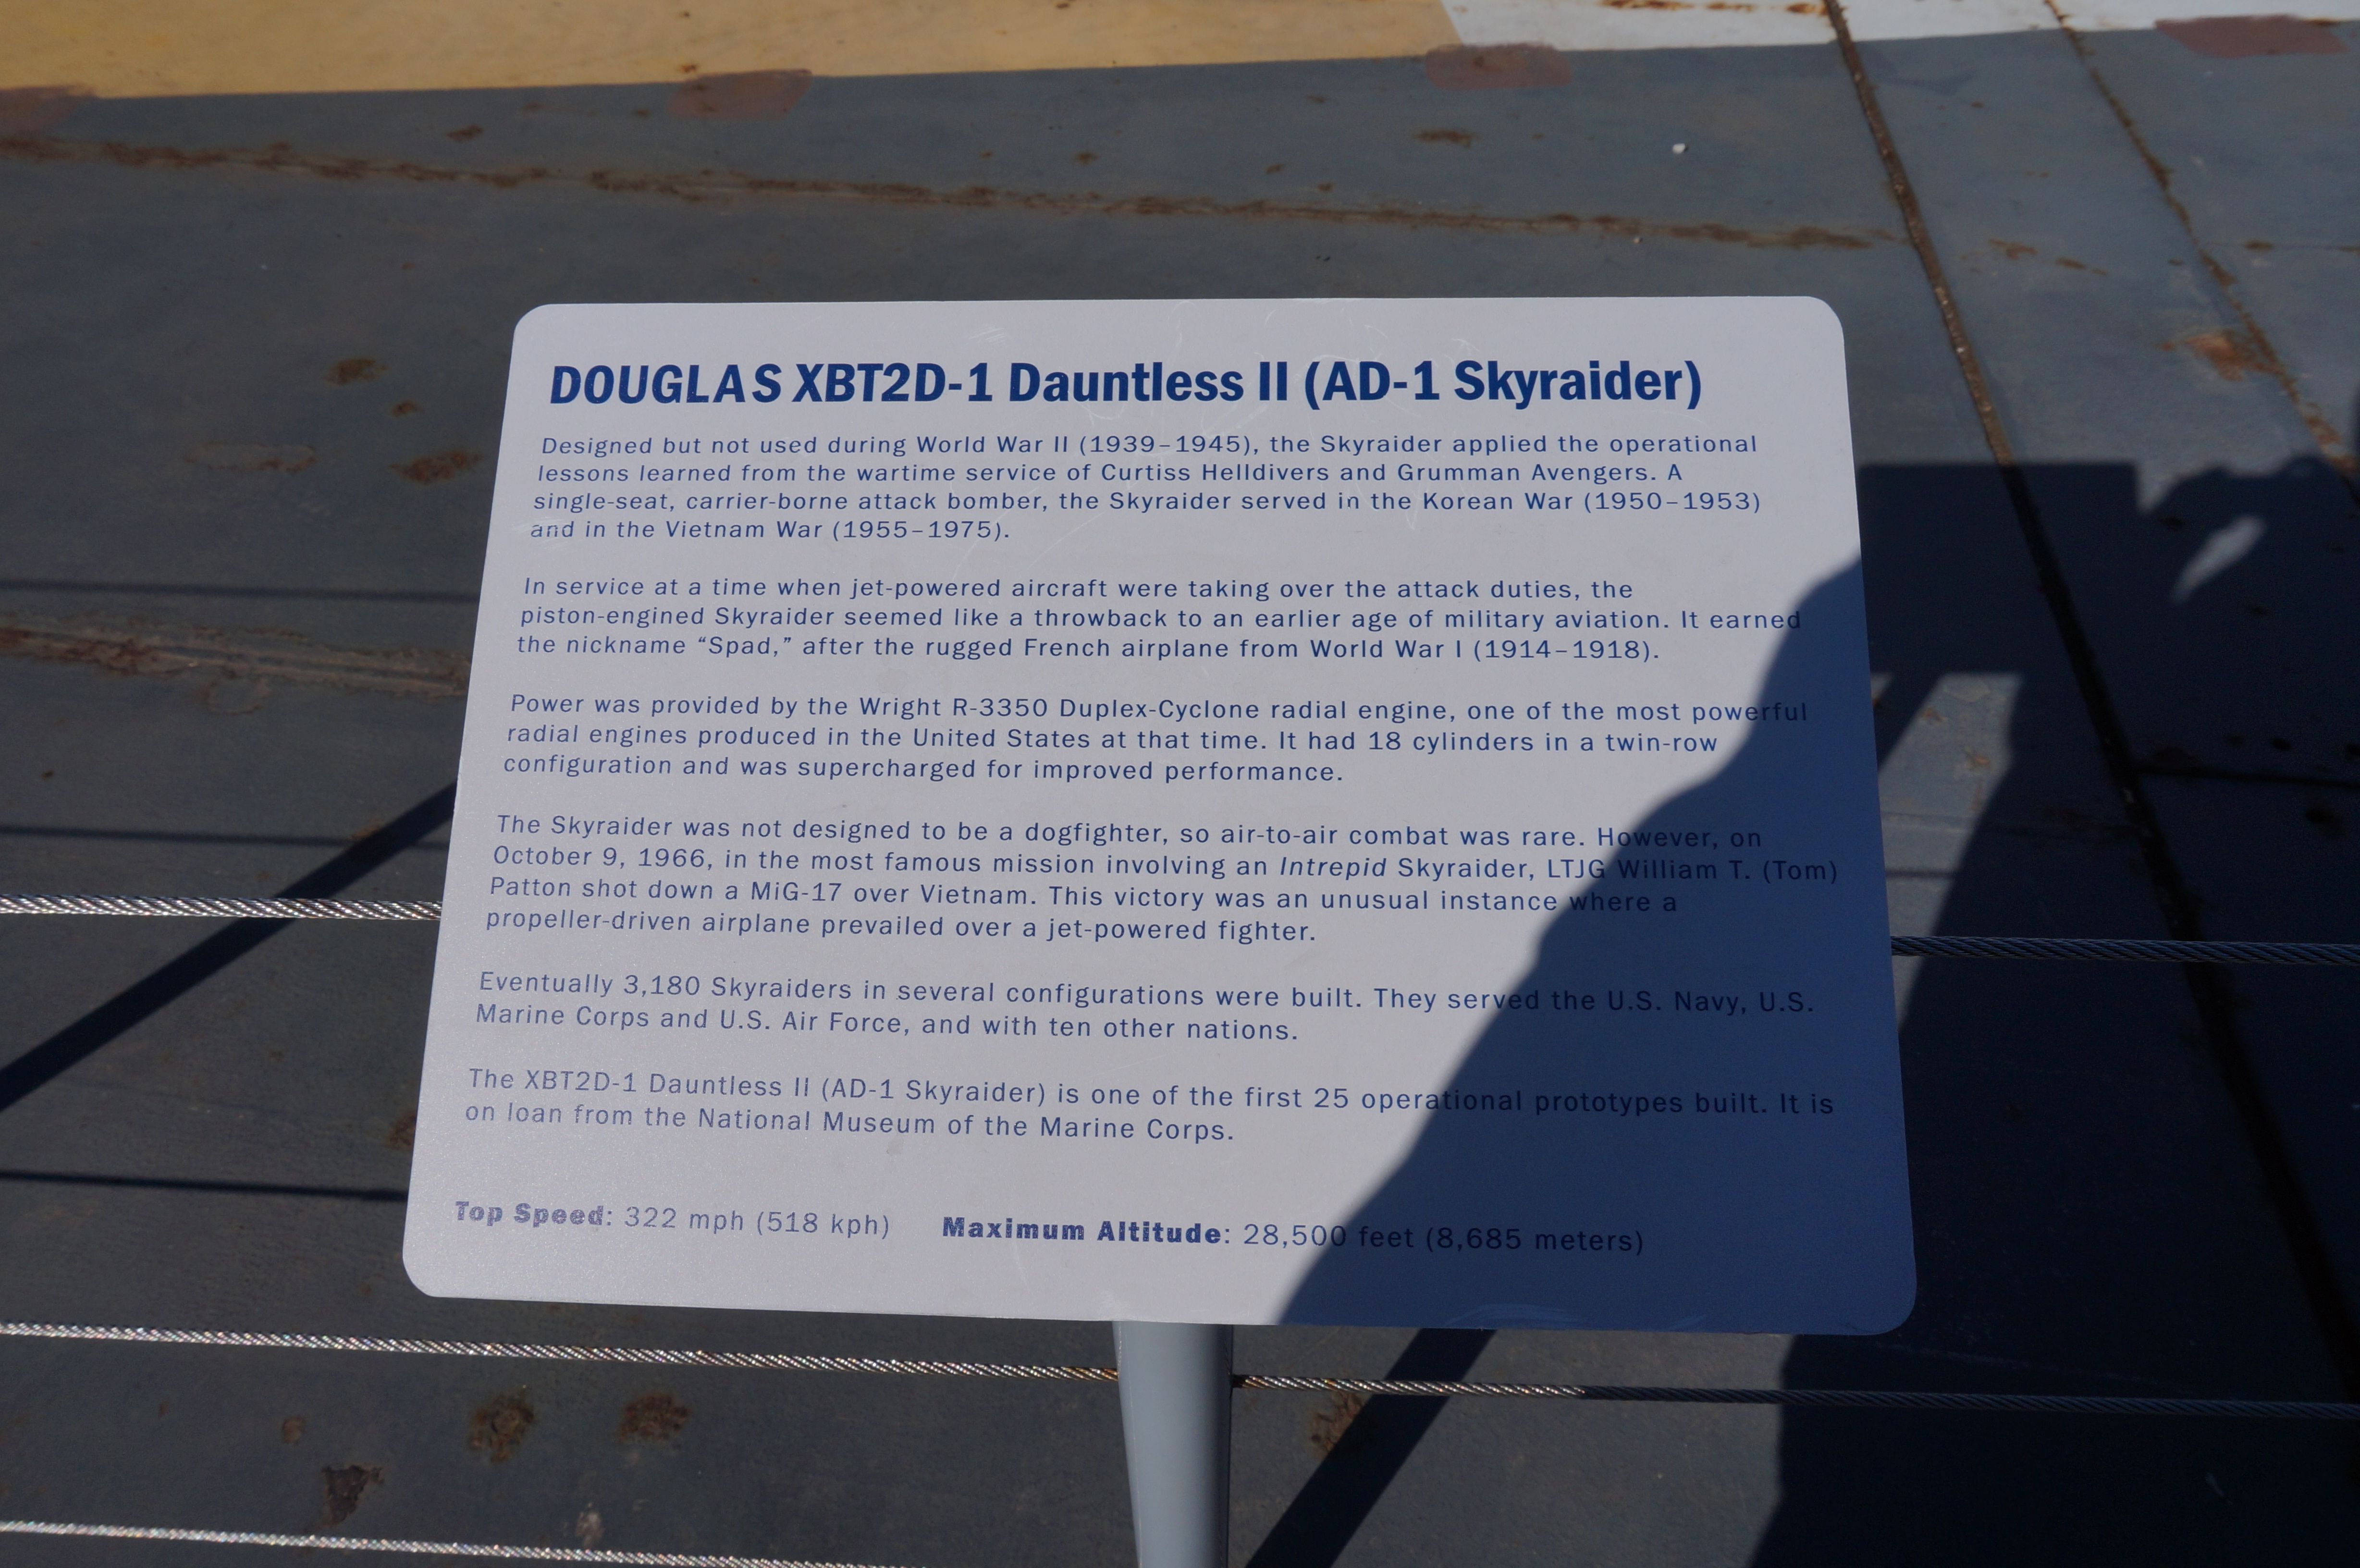 DOUGLAS XBT2D-1 Dauntless II (AD-1 Skyraider)
Designed but not used during World War II (1939–1945), the Skyraider applied the operational
lessons learned from the wartime service of Curtiss Helldivers and Grumman Avengers. A
single-seat, carrier-borne attack bomber, the Skyraider served in the Korean War (1950–1953)
and in the Vietnam War (1955–1975).
In service at a time when jet-powered aircraft were taking over the attack duties, the
piston-engined Skyraider seemed like a throwback to an earlier age of military aviation. It earned
the nickname “Spad,” after the rugged French airplane from World War I (1914–1918).
Power was provided by the Wright R-3350 Duplex-Cyclone radial engine, one of the most powerful
radial engines produced in the United States at that time. It had 18 cylinders in a twin-row
configuration and was supercharged for improved performance.
The Skyraider was not designed to be a dogfighter, so air-to-air combat was rare. However, on
October 9, 1966, in the most famous mission involving an Intrepid Skyraider, LTJG William T. (Tom)
Patton shot down a MiG-17 over Vietnam. This victory was an unusual instance where a
propeller-driven airplane prevailed over a jet-powered fighter.
Eventually 3,180 Skyraiders in several configurations were built. They served the U.S. Navy, U.S.
Marine Corps and U.S. Air Force, and with ten other nations.
The XBT2D-1 Dauntless II (AD-1 Skyraider) is one of the first 25 operational prototypes built. It is
on loan from the National Museum of the Marine Corps.
Top Speed: 322 mph (518 kph) Maximum Altitude: 28,500 feet (8,685 meters)